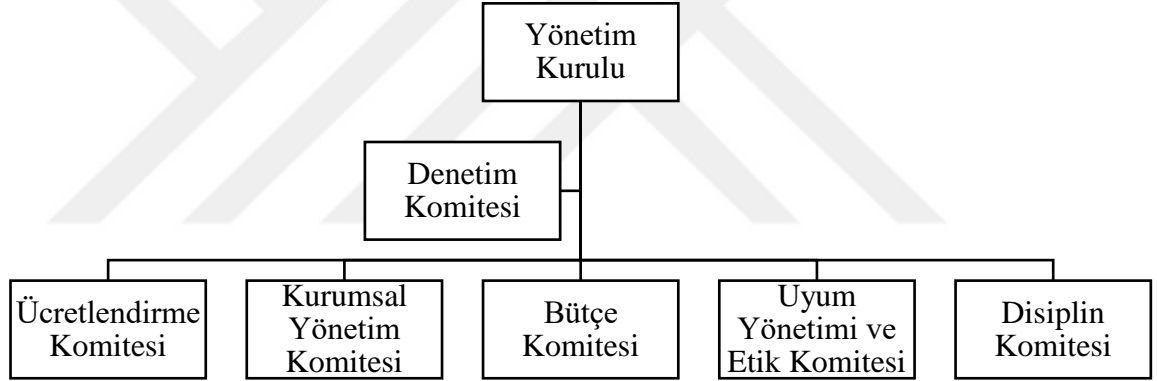 Yönetim
Kurulu
Denetim
Komitesi
Ücretlendirme
Komitesi
Kurumsal
Yönetim
Komitesi
Bütçe
Komitesi
Uyum
Yönetimi ve
Etik Komitesi
Disiplin
Komitesi